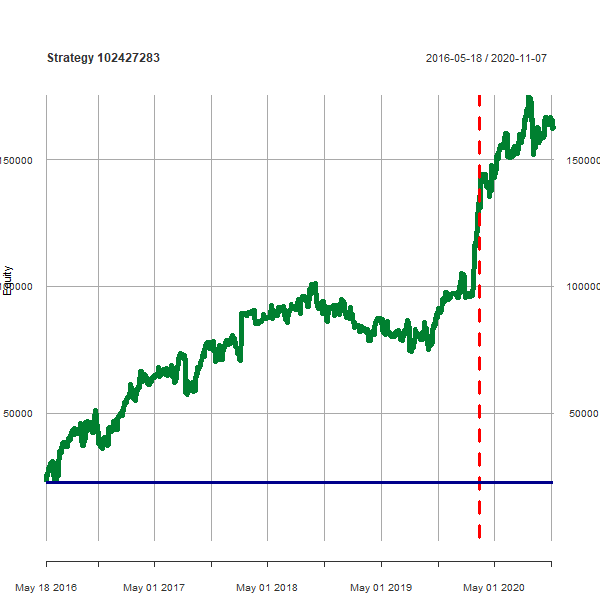 Strategy 102427283
2016-05-18 / 2020-11-07
150000
150000
Equity
100000
100000
50000
50000
May 18 2016
May 01 2017
May 01 2018
May 01 2019
May 01 2020